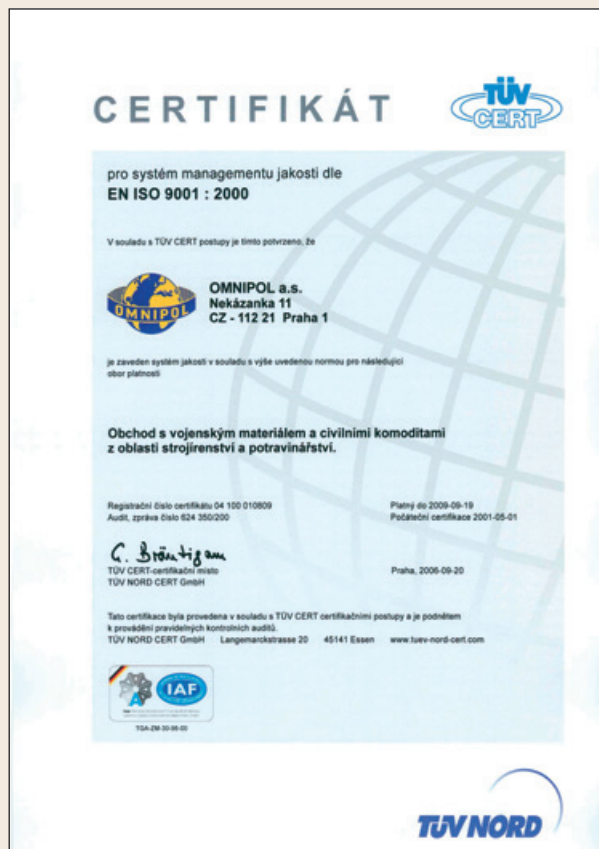 CERTIFIKÁT
TÜV
CERT
pro systém managementu jakosti dle
EN ISO 9001 : 2000
V souladu s TÜV CERT postupy je tímto potvrzeno, že
OMNIPOL
OMNIPOL a.s.
Nekázanka 11
CZ - 112 21 Praha 1
je zaveden systém jakosti v souladu s výše uvedenou normou pro následující
obor platnosti
Obchod s vojenským materiálem a civilními komoditami
z oblasti strojírenství a potravinářství.
Registrační číslo certifikátu 04 100 010809
Audit, zpráva číslo 624 350/200
Platný do 2009-09-19
Počáteční certifikace 2001-05-01
G. Bräutigam
TÜV CERT-certifikační místo
TÜV NORD CERT GmbH
Praha, 2006-09-20
Tato certifikace byla provedena v souladu s TÜV CERT certifikačními postupy a je podnětem
k provádění pravidelných kontrolních auditů.
TÜV NORD CERT GmbH Langemarckstrasse 20 45141 Essen www.tuev-nord-cert.com
IAF
TGA-ZM-30-96-00
TÜV NORD